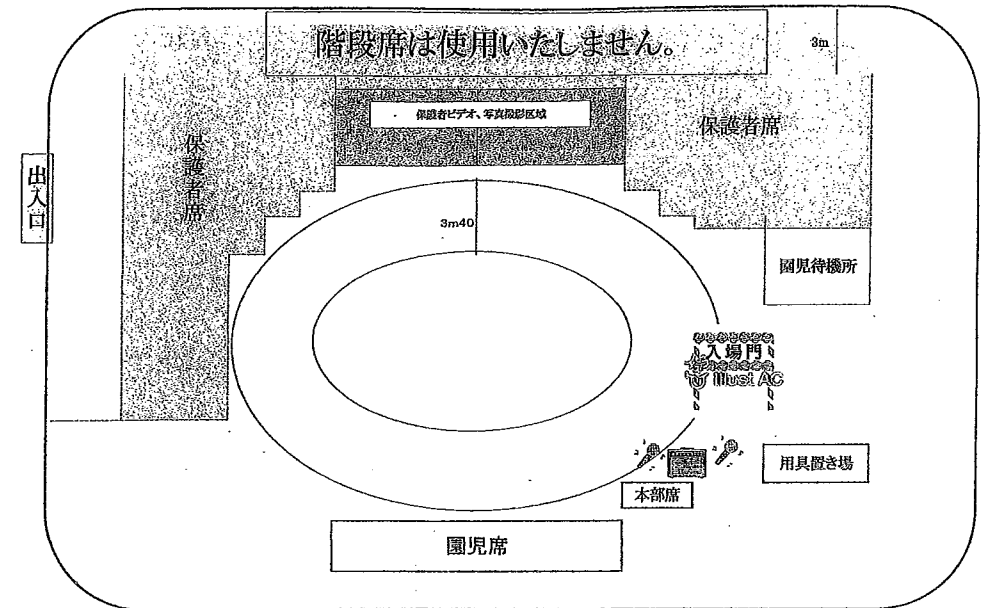 階段席は使用いたしません。
3m
保護者ビデオ、写真撮影区域
保護者席
保護者席
出入口
3m40
園児待機所
入場門
illust AC
用具置き場
本部席
園児席